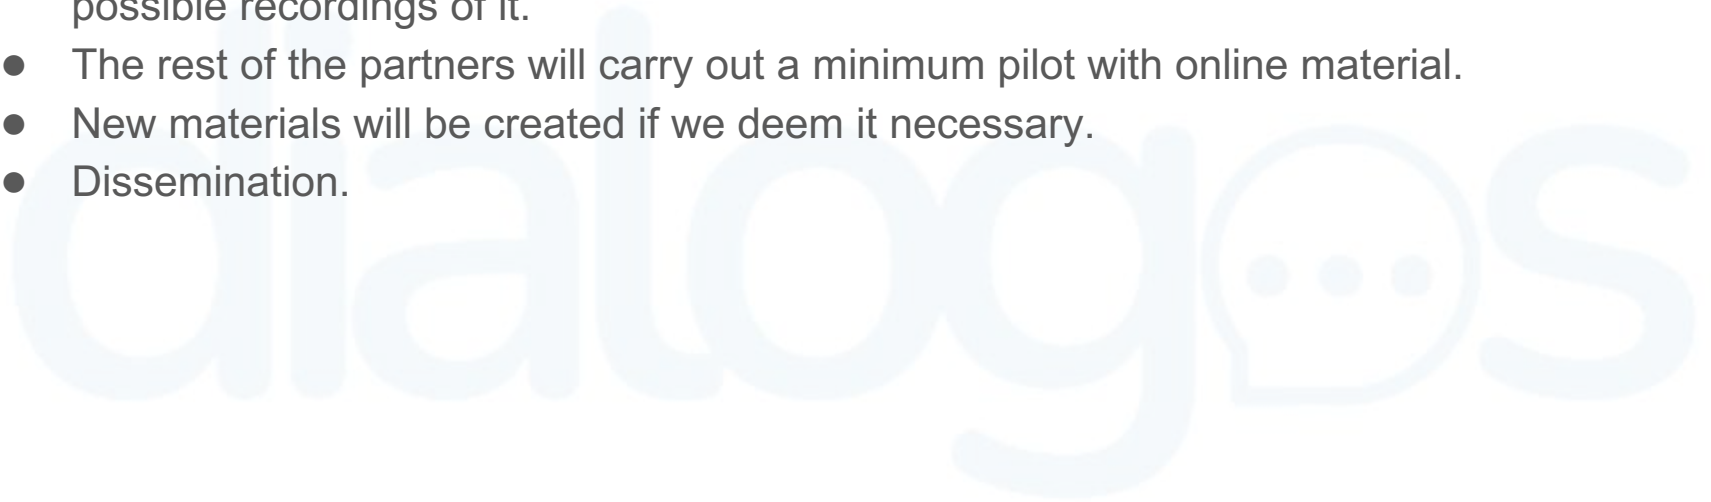 possible recordings of it.
● The rest of the partners will carry out a minimum pilot with online material.
● New materials will be created if we deem it necessary.
● Dissemination.
dialogos